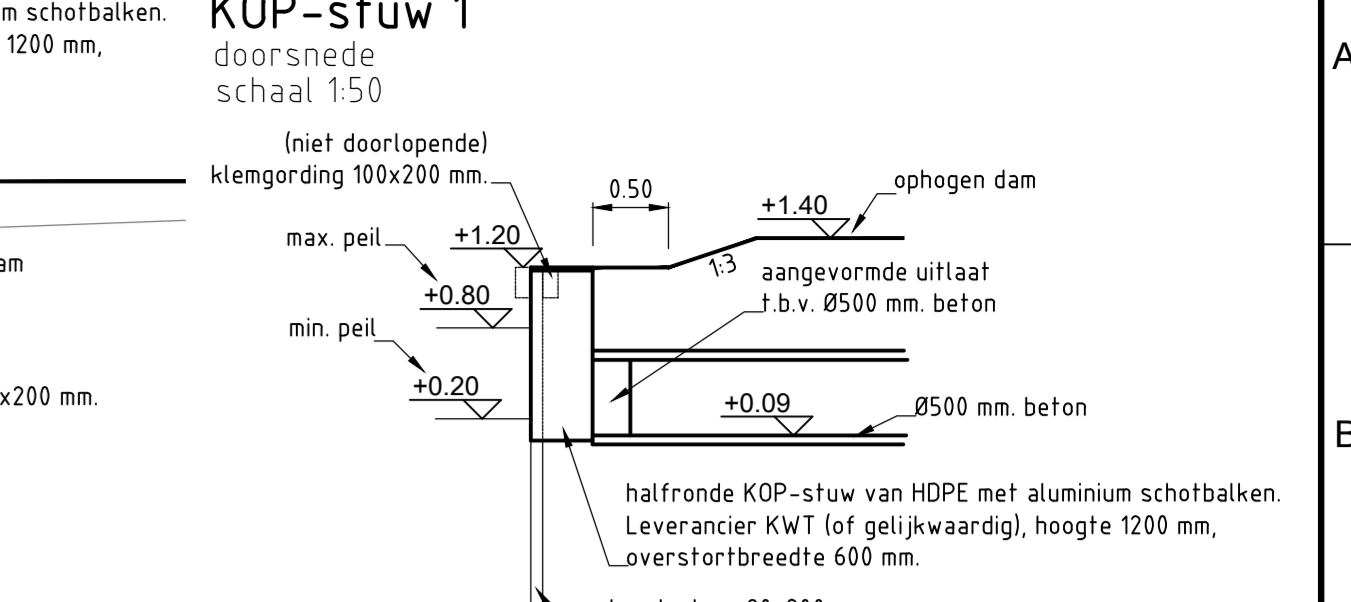 m schotbalken.
1200 mm,
KOP-stuw 1
doorsnede
schaal 1:50
A
(niet doorlopende)
klemgording 100x200 mm.
0.50
ophogen dam
+1.40
max. peil
+1.20
am
1:3
aangevormde uitlaat
t.b.v. Ø500 mm. beton
+0.80
min. peil
+0.20
x200 mm.
+0.09
Ø500 mm. beton
B
halfronde KOP-stuw van HDPE met aluminium schotbalken.
Leverancier KWT (of gelijkwaardig), hoogte 1200 mm,
overstortbreedte 600 mm.